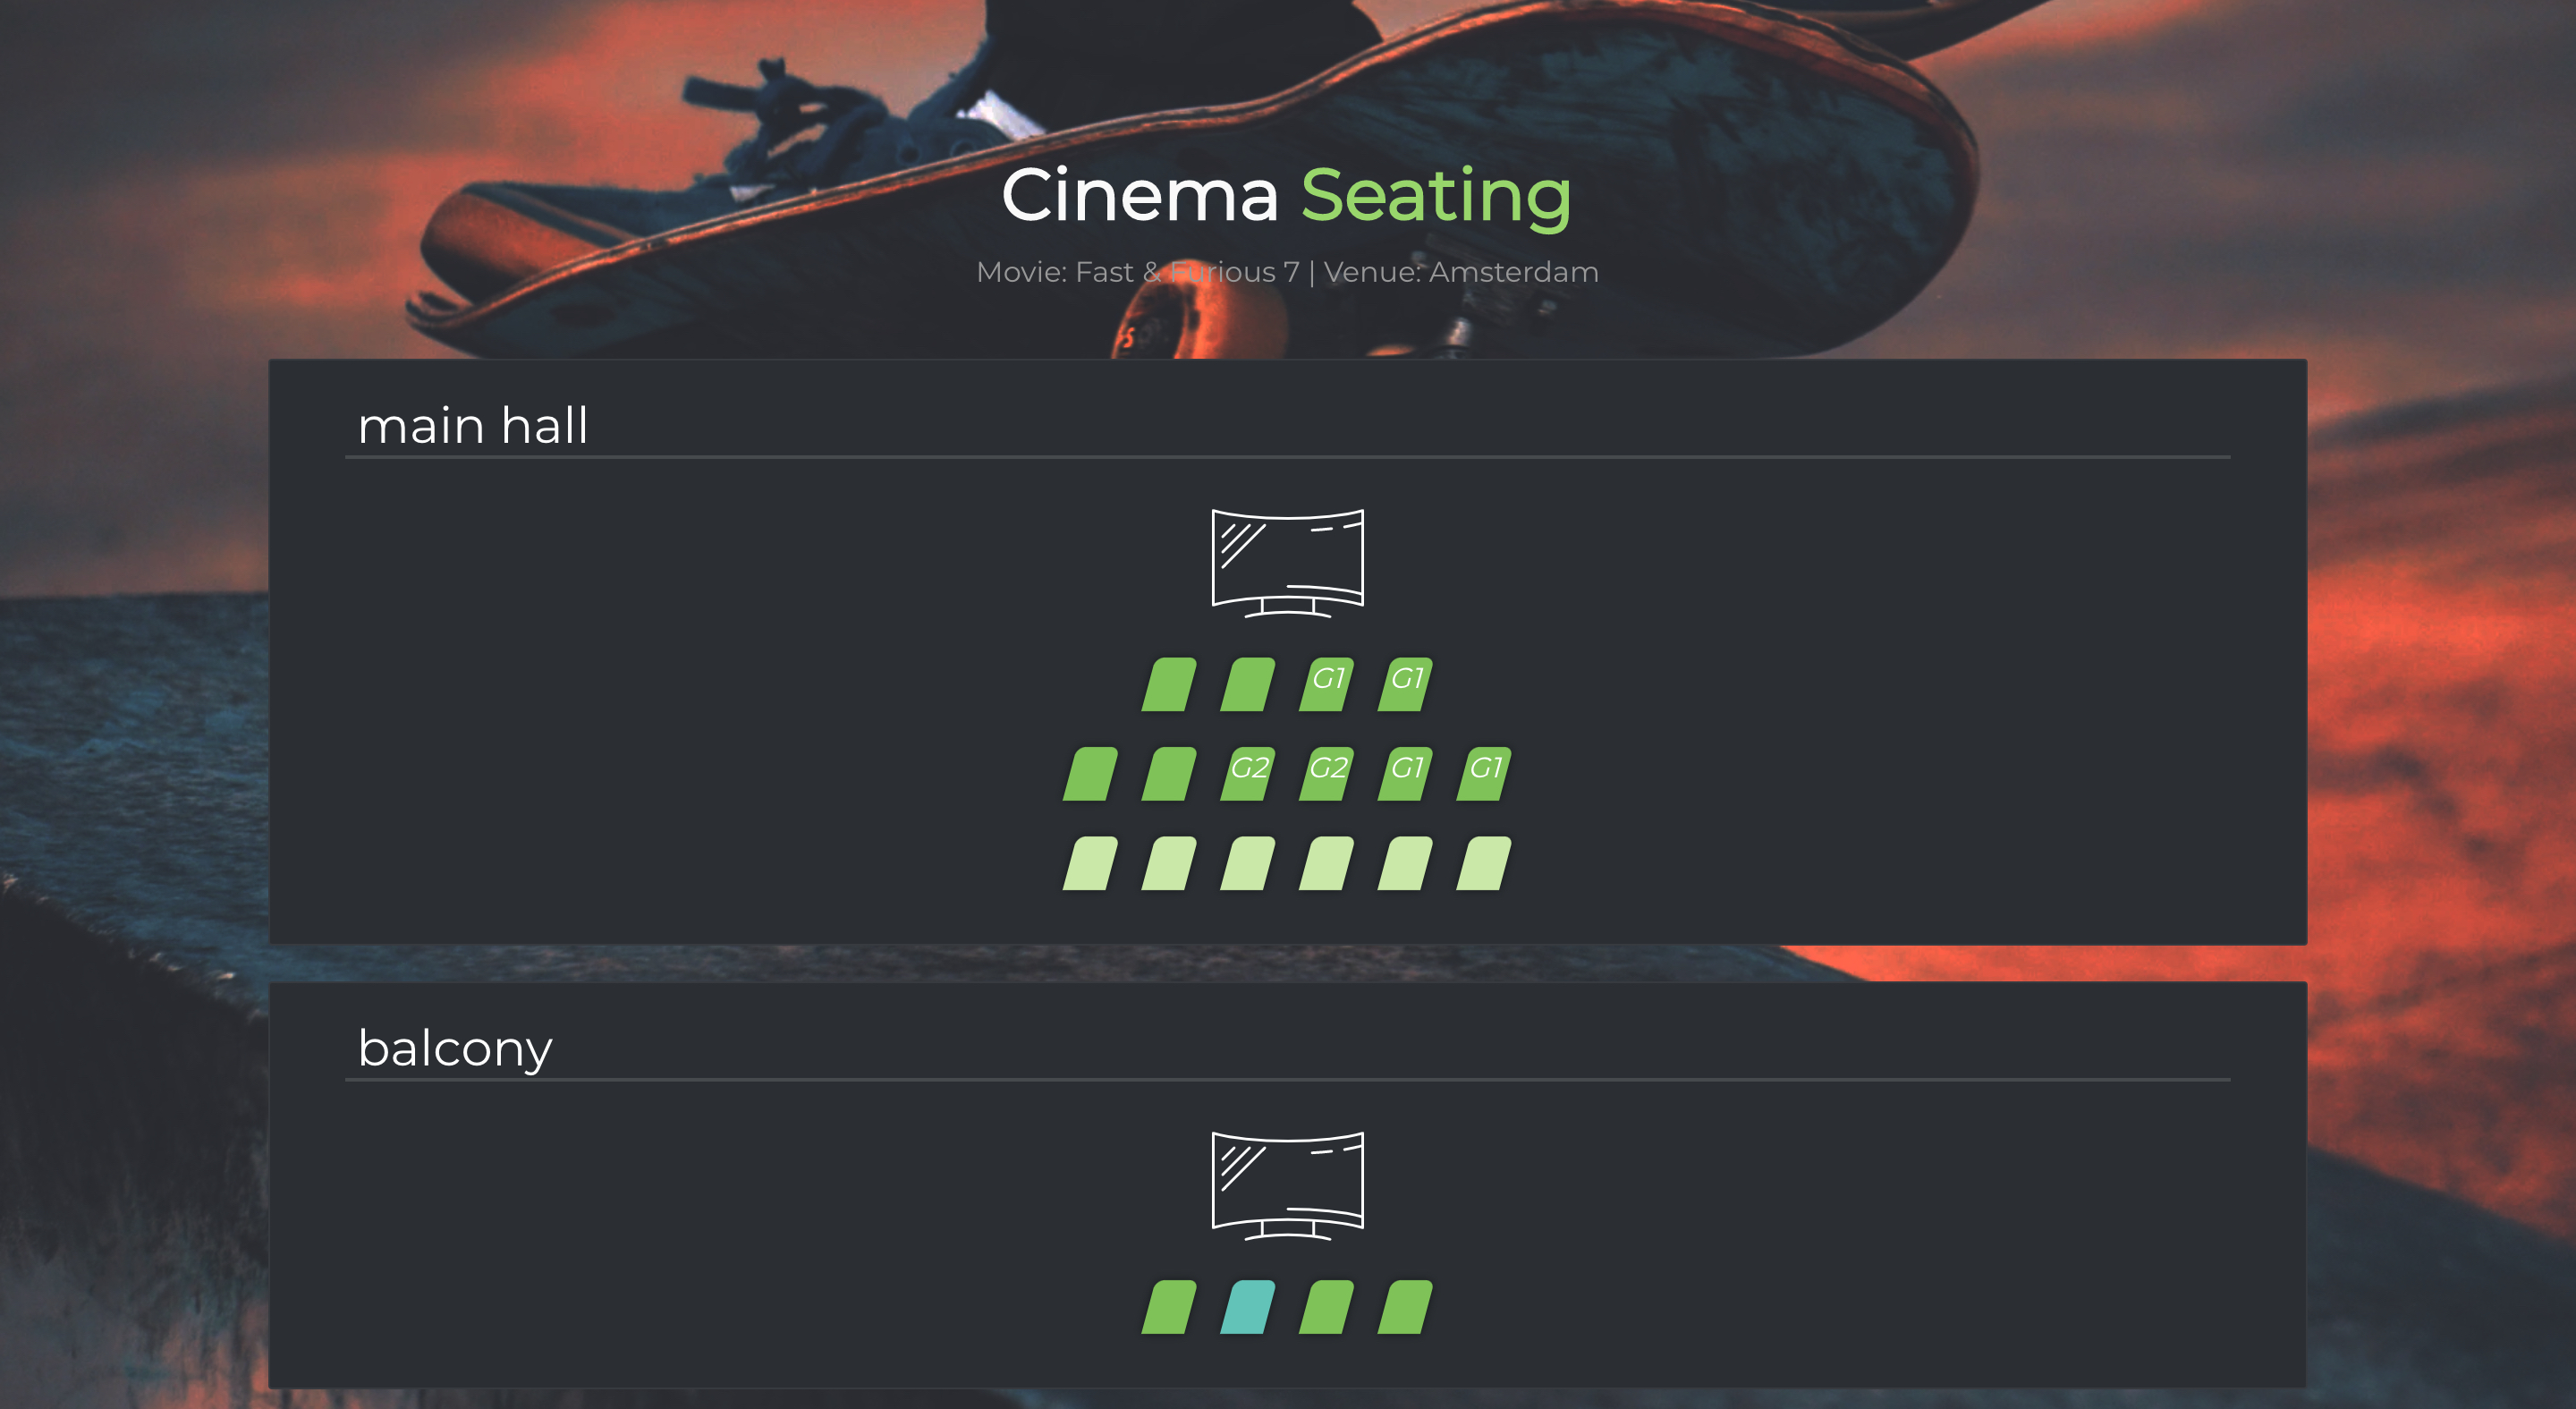 Cinema Seating
Movie: Fast & Furious 7 | Venue: Amsterdam
main hall
G1 G1
G2 G2 G1 G1
balcony